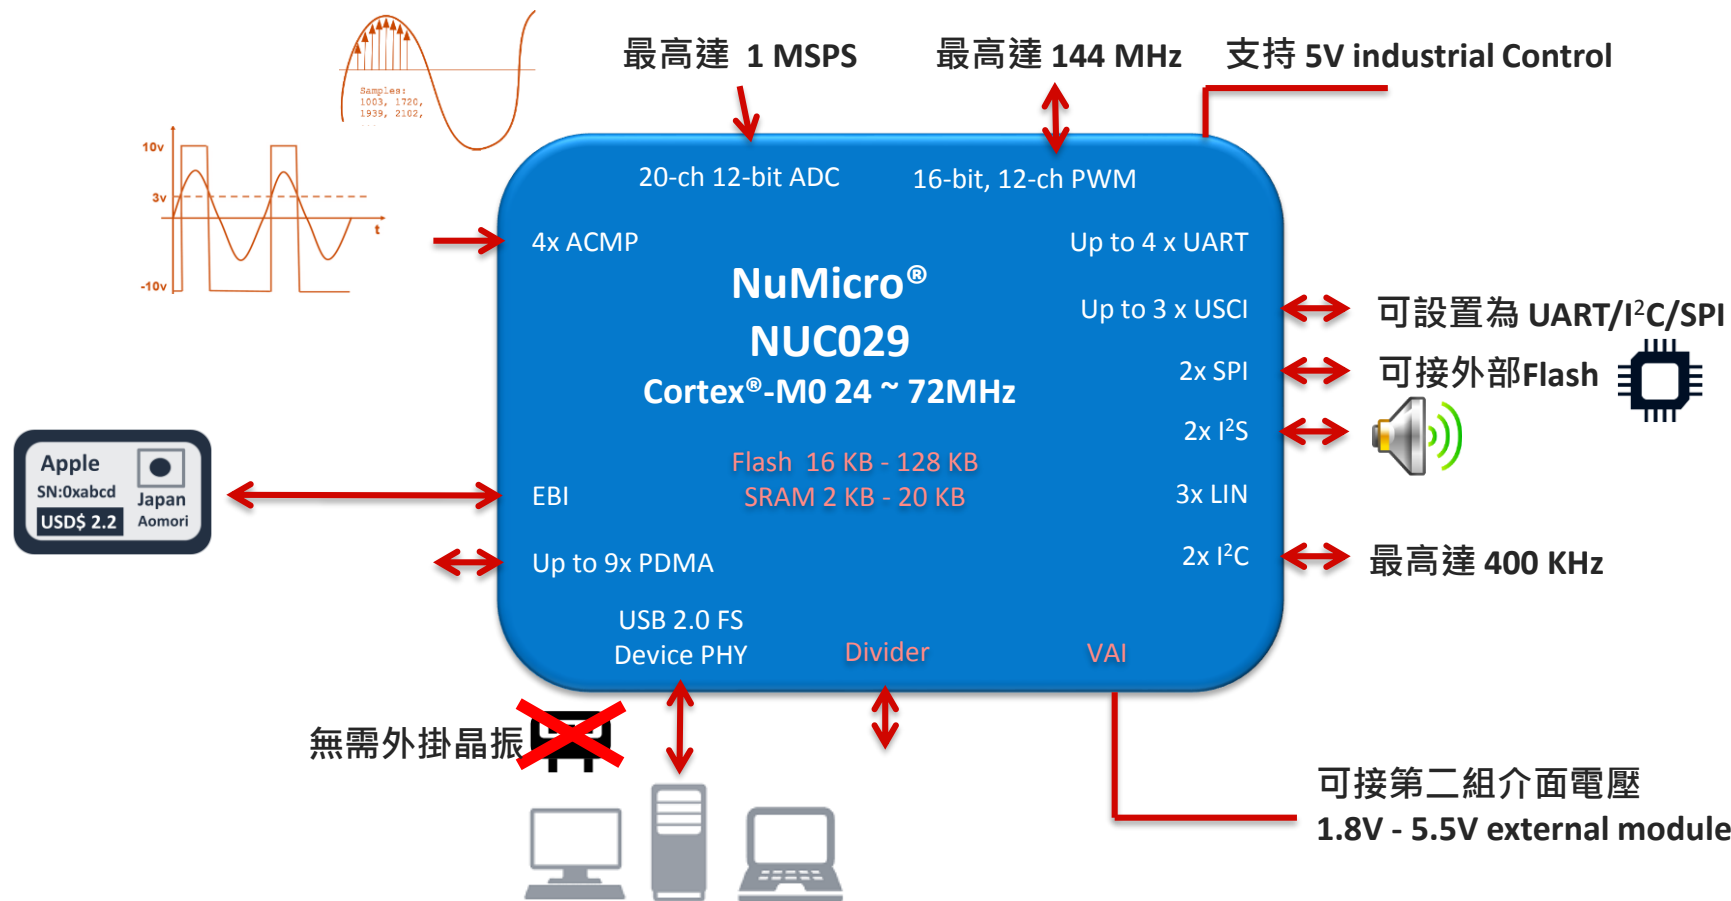 最高達 1 MSPS
最高達 144 MHz
支持 5V industrial Control
Samples:
1003, 1720,
1939, 2102,
...
10v
3v
t
-10v
20-ch 12-bit ADC
16-bit, 12-ch PWM
4x ACMP
Up to 4 x UART
NuMicro®
NUC029
Cortex®-M0 24 ~ 72MHz
Up to 3 x USCI
可設置為 UART/I²C/SPI
2x SPI
可接外部Flash
2x I²S
Flash 16 KB - 128 KB
SRAM 2 KB - 20 KB
3x LIN
2x I²C
最高達 400 KHz
Apple
SN:0xabcd
USD$ 2.2
Japan
Aomori
EBI
Up to 9x PDMA
USB 2.0 FS
Device PHY
Divider
VAI
無需外掛晶振
可接第二組介面電壓
1.8V - 5.5V external module